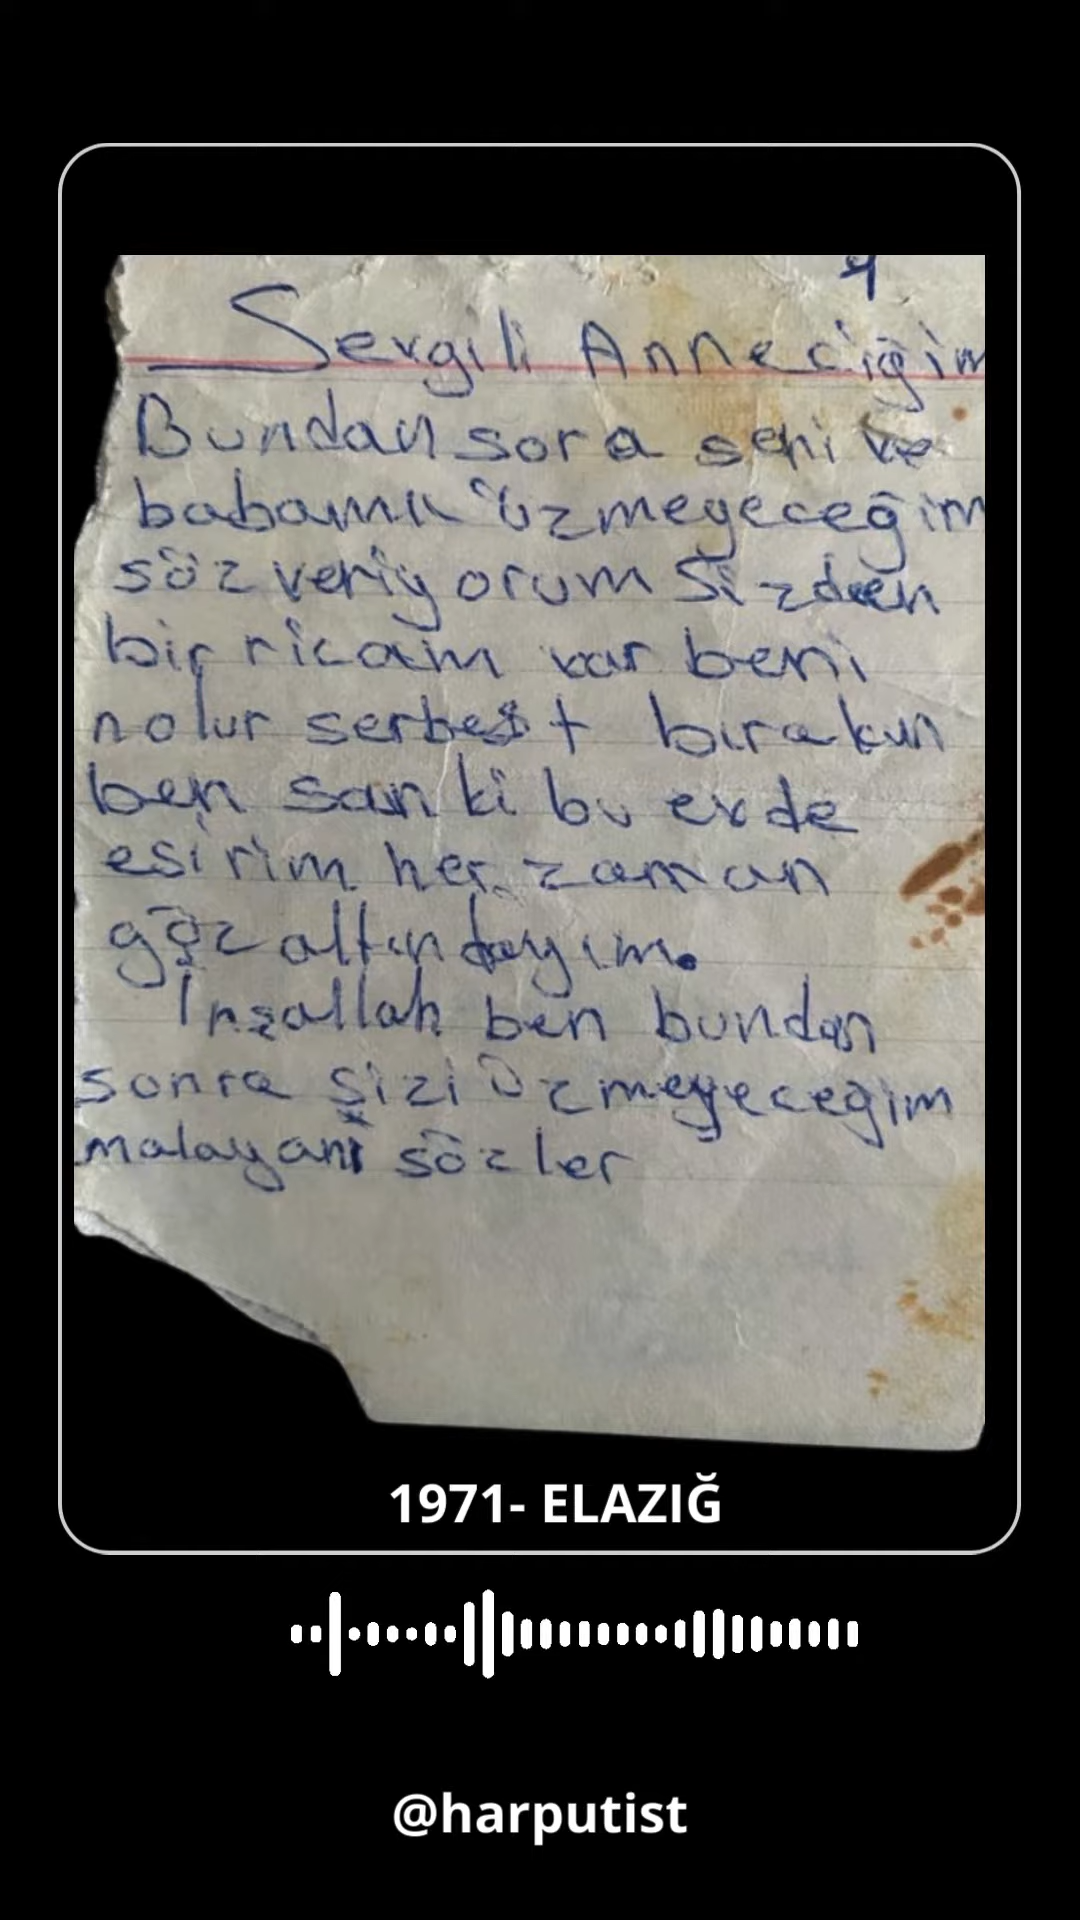 Sevgili Anneciğim
Bundan sora seni ve
babamı üzmeyeceğim
söz veriyorum Sizden
bir ricam var beni
nolur serbest bırakın
ben sanki bu evde
esirim her zaman
göz altındayım.
İnşallah ben bundan
sonra sizi üzmeyeceğim
malayani sözler
1971- ELAZIĞ
@harputist